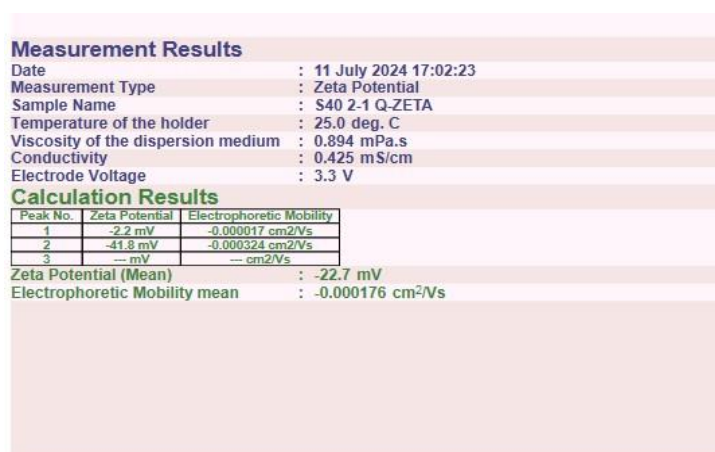 Measurement Results
Date : 11 July 2024 17:02:23
Measurement Type : Zeta Potential
Sample Name : S40 2-1 Q-ZETA
Temperature of the holder : 25.0 deg. C
Viscosity of the dispersion medium : 0.894 mPa.s
Conductivity : 0.425 mS/cm
Electrode Voltage : 3.3 V
Calculation Results
Peak No. Zeta Potential Electrophoretic Mobility
1 -2.2 mV -0.000017 cm2/Vs
2 -41.8 mV -0.000324 cm2/Vs
3 --- mV --- cm2/Vs
Zeta Potential (Mean) : -22.7 mV
Electrophoretic Mobility mean : -0.000176 cm²/Vs